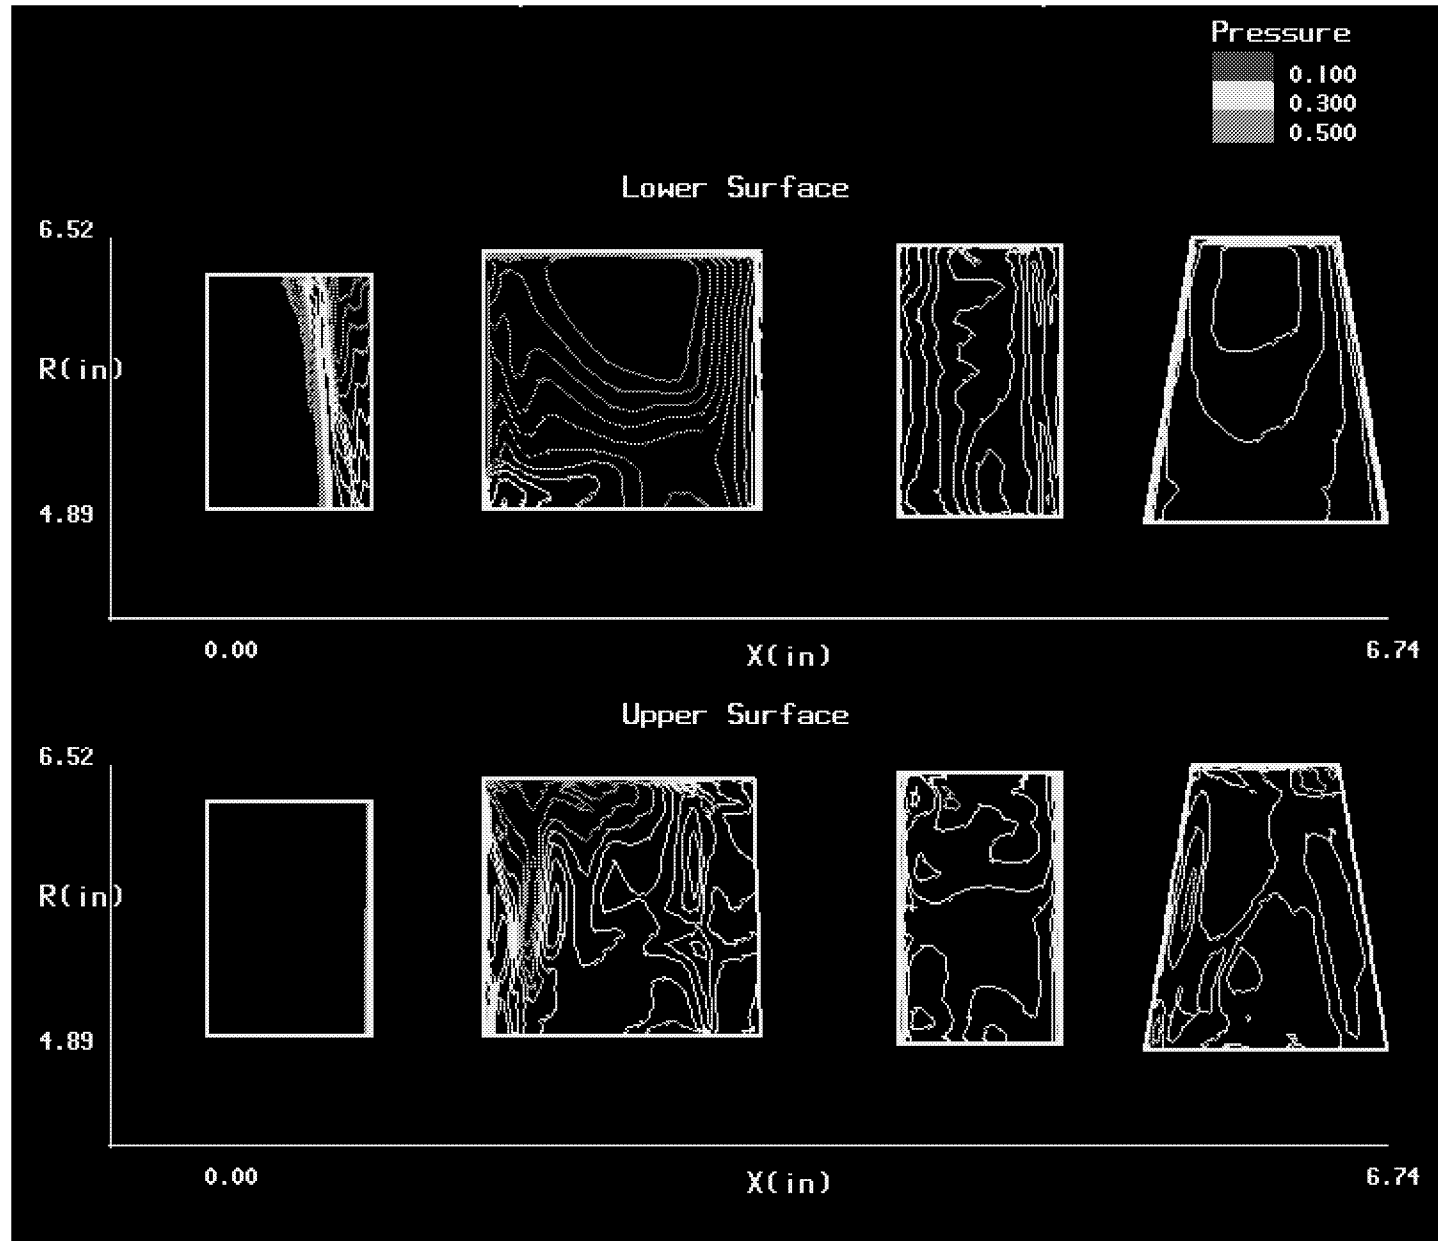 Pressure
0.100
0.300
0.500
Lower Surface
6.52
R(in)
4.89
0.00 X(in) 6.74
Upper Surface
6.52
R(in)
4.89
0.00 X(in) 6.74